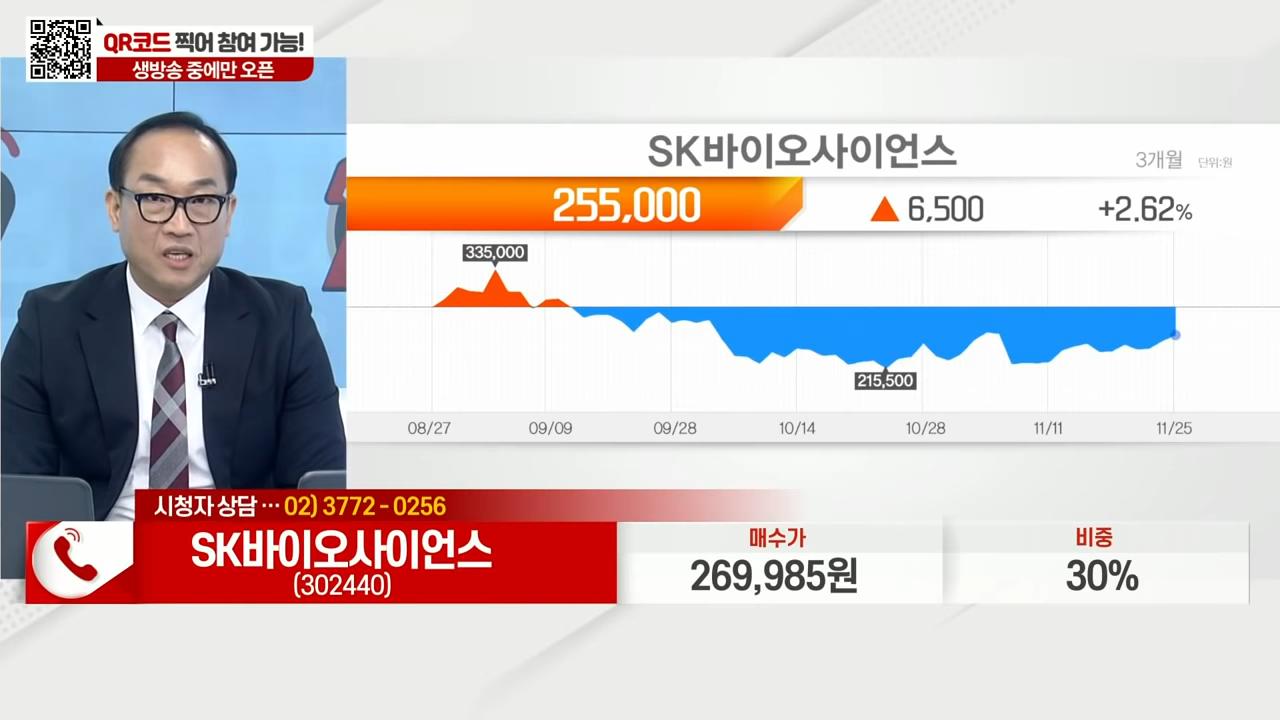 QR코드 찍어 참여 가능!
생방송 중에만 오픈
SK바이오사이언스
3개월 단위:원
255,000 ▲ 6,500 +2.62%
335,000
215,500
08/27 09/09 09/28 10/14 10/28 11/11 11/25
시청자 상담 … 02) 3772 - 0256
SK바이오사이언스
(302440)
매수가
269,985원
비중
30%